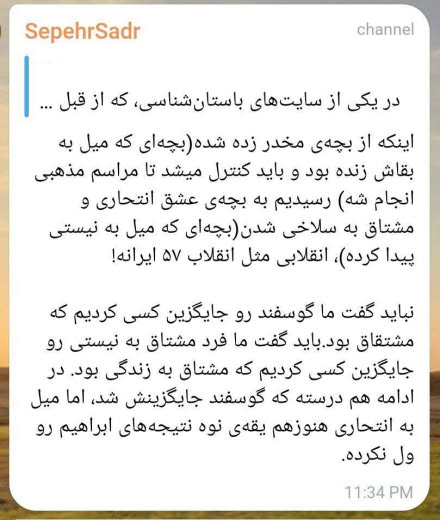 SepehrSadr
channel
در یکی از سایت‌های باستان‌شناسی، که از قبل ...
اینکه از بچه‌ی مخدر زده شده(بچه‌ای که میل به
بقاش زنده بود و باید کنترل میشد تا مراسم مذهبی
انجام شه) رسیدیم به بچه‌ی عشق انتحاری و
مشتاق به سلاخی شدن(بچه‌ای که میل به نیستی
پیدا کرده)، انقلابی مثل انقلاب ۵۷ ایرانه!
نباید گفت ما گوسفند رو جایگزین کسی کردیم که
مشتقاق بود.باید گفت ما فرد مشتاق به نیستی رو
جایگزین کسی کردیم که مشتاق به زندگی بود. در
ادامه هم درسته که گوسفند جایگزینش شد، اما میل
به انتحاری هنوزهم یقه‌ی نوه نتیجه‌های ابراهیم رو
ول نکرده.
11:34 PM